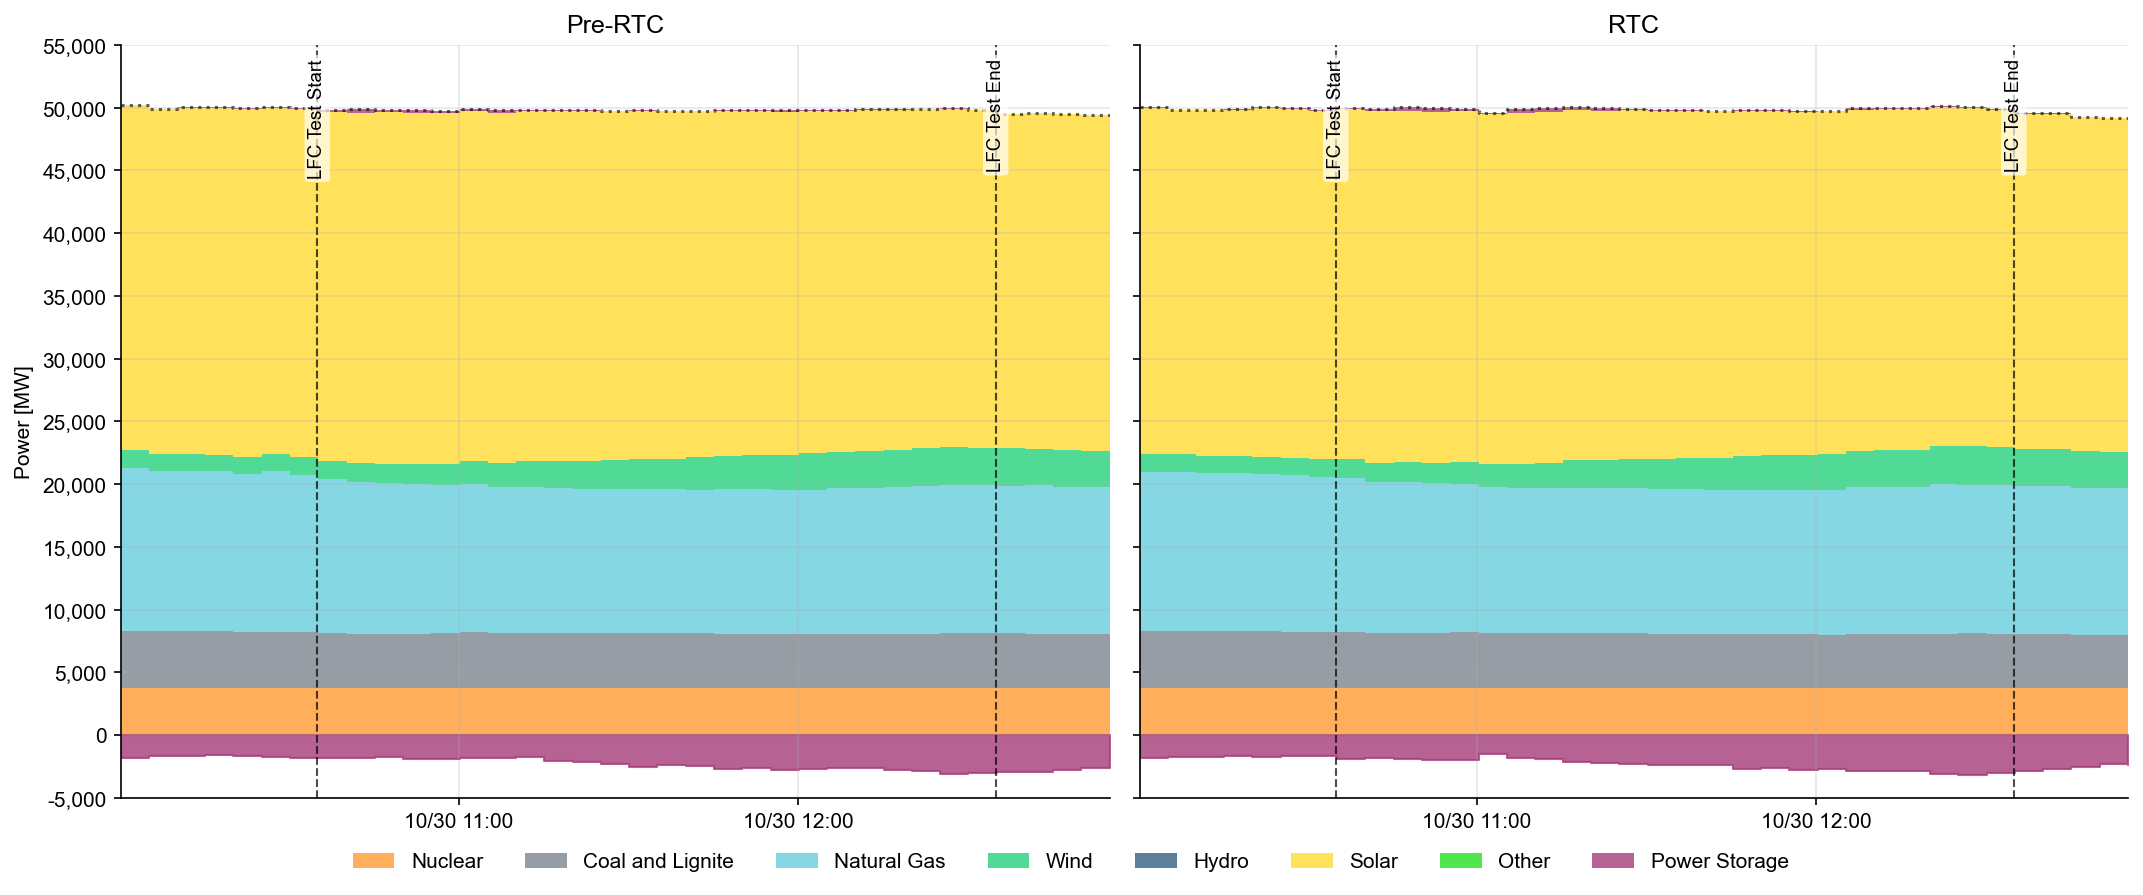 Pre-RTC
RTC
55,000
50,000
45,000
40,000
35,000
30,000
25,000
20,000
15,000
10,000
5,000
0
-5,000
Power [MW]
LFC Test Start
LFC Test End
LFC Test Start
LFC Test End
10/30 11:00
10/30 12:00
10/30 11:00
10/30 12:00
Nuclear
Coal and Lignite
Natural Gas
Wind
Hydro
Solar
Other
Power Storage